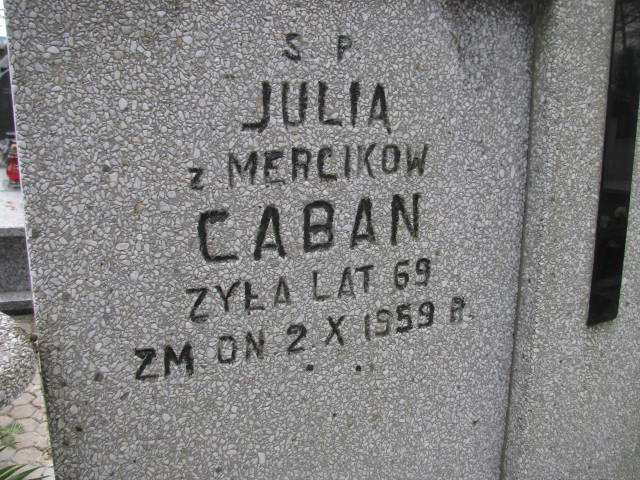 S P
JULIA
z MERCIKOW
CABAN
ZYŁA LAT 69
ZM DN 2 X 1959 R.